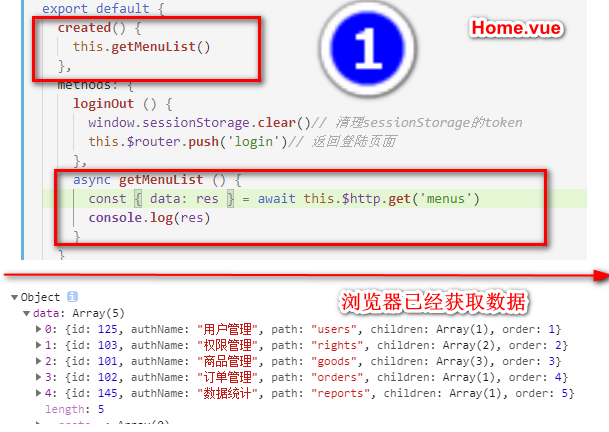 export default {
created() {
this.getMenuList()
},
methods: {
loginOut () {
window.sessionStorage.clear()// 清理sessionStorage的token
this.$router.push('login')// 返回登陆页面
},
async getMenuList () {
const { data: res } = await this.$http.get('menus')
console.log(res)
}
}
1
Home.vue
浏览器已经获取数据
▼Object i
▼data: Array(5)
▶0: {id: 125, authName: "用户管理", path: "users", children: Array(1), order: 1}
▶1: {id: 103, authName: "权限管理", path: "rights", children: Array(2), order: 2}
▶2: {id: 101, authName: "商品管理", path: "goods", children: Array(3), order: 3}
▶3: {id: 102, authName: "订单管理", path: "orders", children: Array(1), order: 4}
▶4: {id: 145, authName: "数据统计", path: "reports", children: Array(1), order: 5}
length: 5